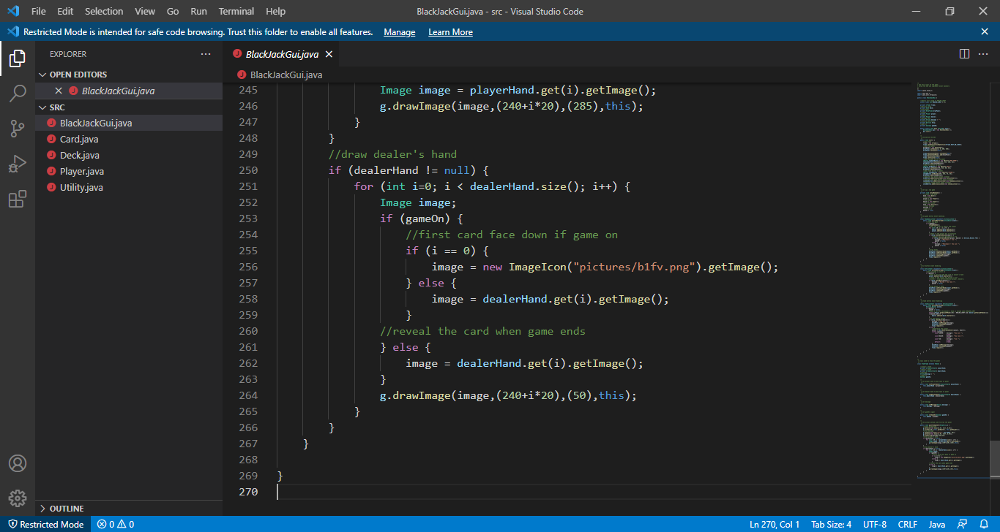 File Edit Selection View Go Run Terminal Help
BlackJackGui.java - src - Visual Studio Code
Restricted Mode is intended for safe code browsing. Trust this folder to enable all features. Manage Learn More
EXPLORER
OPEN EDITORS
BlackJackGui.java
SRC
BlackJackGui.java
Card.java
Deck.java
Player.java
Utility.java
OUTLINE
BlackJackGui.java
BlackJackGui.java
245 Image image = playerHand.get(i).getImage();
246 g.drawImage(image,(240+i*20),(285),this);
247 }
248 }
249 //draw dealer's hand
250 if (dealerHand != null) {
251 for (int i=0; i < dealerHand.size(); i++) {
252 Image image;
253 if (gameOn) {
254 //first card face down if game on
255 if (i == 0) {
256 image = new ImageIcon("pictures/b1fv.png").getImage();
257 } else {
258 image = dealerHand.get(i).getImage();
259 }
260 //reveal the card when game ends
261 } else {
262 image = dealerHand.get(i).getImage();
263 }
264 g.drawImage(image,(240+i*20),(50),this);
265 }
266 }
267 }
268
269 }
270
Restricted Mode 0 0
Ln 270, Col 1 Tab Size: 4 UTF-8 CRLF Java